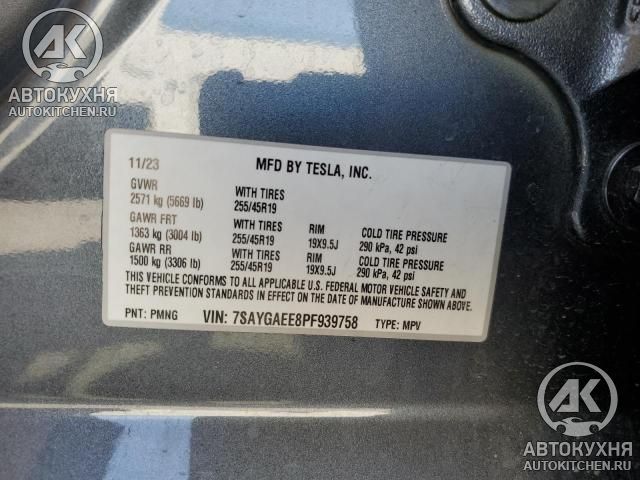 АК
АВТОКУХНЯ
AUTOKITCHEN.RU
11/23 MFD BY TESLA, INC.
GVWR WITH TIRES
2571 kg (5669 lb) 255/45R19
GAWR FRT WITH TIRES RIM COLD TIRE PRESSURE
1363 kg (3004 lb) 255/45R19 19X9.5J 290 kPa, 42 psi
GAWR RR WITH TIRES RIM COLD TIRE PRESSURE
1500 kg (3306 lb) 255/45R19 19X9.5J 290 kPa, 42 psi
THIS VEHICLE CONFORMS TO ALL APPLICABLE U.S. FEDERAL MOTOR VEHICLE SAFETY AND
THEFT PREVENTION STANDARDS IN EFFECT ON THE DATE OF MANUFACTURE SHOWN ABOVE.
PNT: PMNG VIN: 7SAYGAEE8PF939758 TYPE: MPV
АК
АВТОКУХНЯ
AUTOKITCHEN.RU